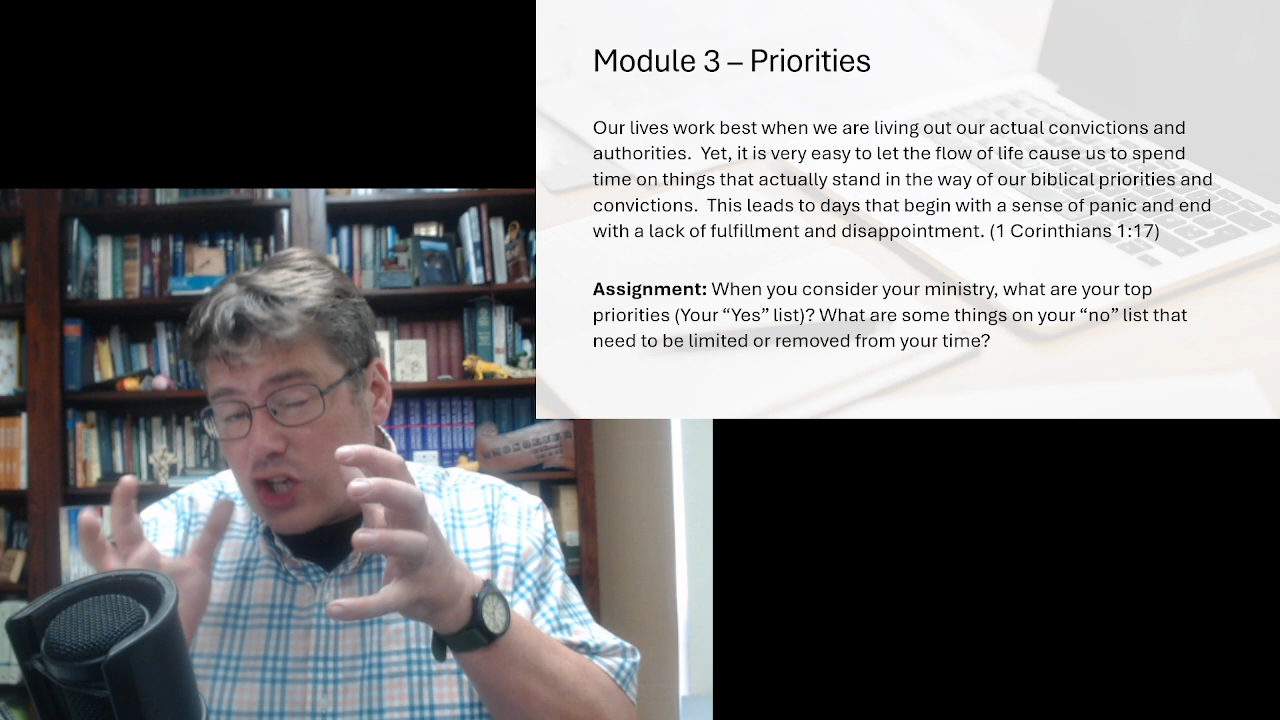 Module 3 – Priorities
Our lives work best when we are living out our actual convictions and
authorities.  Yet, it is very easy to let the flow of life cause us to spend
time on things that actually stand in the way of our biblical priorities and
convictions.  This leads to days that begin with a sense of panic and end
with a lack of fulfillment and disappointment. (1 Corinthians 1:17)
Assignment: When you consider your ministry, what are your top
priorities (Your “Yes” list)? What are some things on your “no” list that
need to be limited or removed from your time?